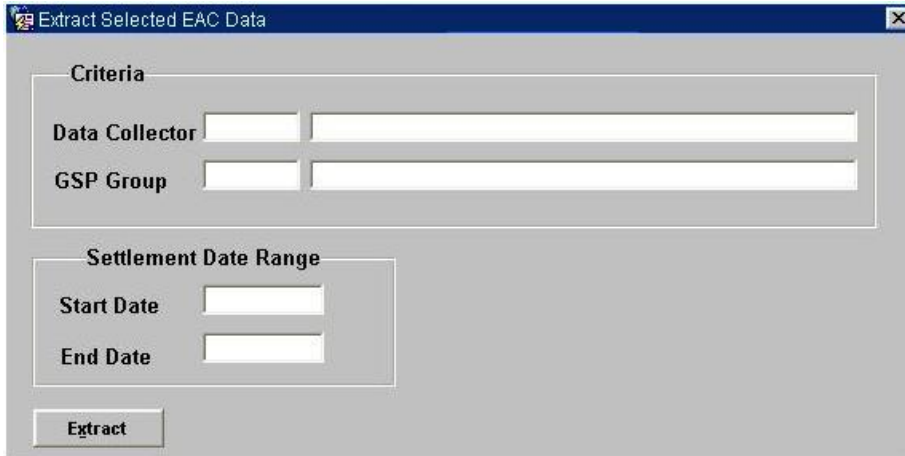 Extract Selected EAC Data
Criteria
Data Collector
GSP Group
Settlement Date Range
Start Date
End Date
Extract